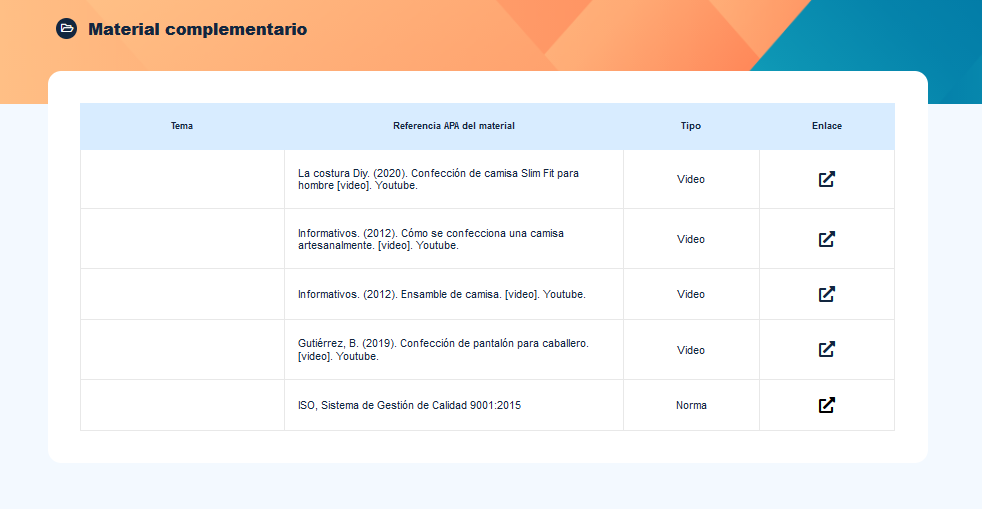 Material complementario
Tema
Referencia APA del material
Tipo
Enlace
La costura Diy. (2020). Confección de camisa Slim Fit para
hombre [video]. Youtube.
Video
Informativos. (2012). Cómo se confecciona una camisa
artesanalmente. [video]. Youtube.
Video
Informativos. (2012). Ensamble de camisa. [video]. Youtube.
Video
Gutiérrez, B. (2019). Confección de pantalón para caballero.
[video]. Youtube.
Video
ISO, Sistema de Gestión de Calidad 9001:2015
Norma